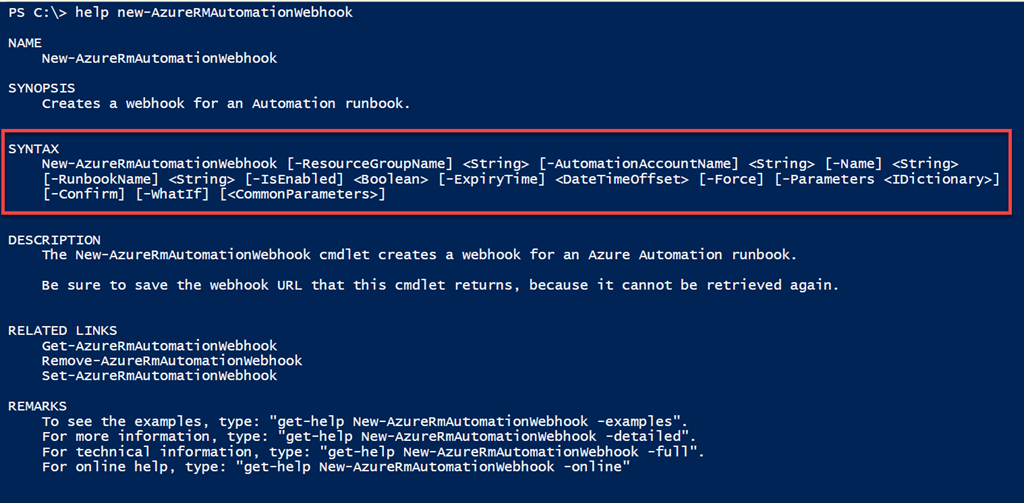 PS C:\> help new-AzureRMAutomationWebhook
NAME
New-AzureRmAutomationWebhook
SYNOPSIS
Creates a webhook for an Automation runbook.
SYNTAX
New-AzureRmAutomationWebhook [-ResourceGroupName] <String> [-AutomationAccountName] <String> [-Name] <String>
[-RunbookName] <String> [-IsEnabled] <Boolean> [-ExpiryTime] <DateTimeOffset> [-Force] [-Parameters <IDictionary>]
[-Confirm] [-WhatIf] [<CommonParameters>]
DESCRIPTION
The New-AzureRmAutomationWebhook cmdlet creates a webhook for an Azure Automation runbook.
Be sure to save the webhook URL that this cmdlet returns, because it cannot be retrieved again.
RELATED LINKS
Get-AzureRmAutomationWebhook
Remove-AzureRmAutomationWebhook
Set-AzureRmAutomationWebhook
REMARKS
To see the examples, type: "get-help New-AzureRmAutomationWebhook -examples".
For more information, type: "get-help New-AzureRmAutomationWebhook -detailed".
For technical information, type: "get-help New-AzureRmAutomationWebhook -full".
For online help, type: "get-help New-AzureRmAutomationWebhook -online"